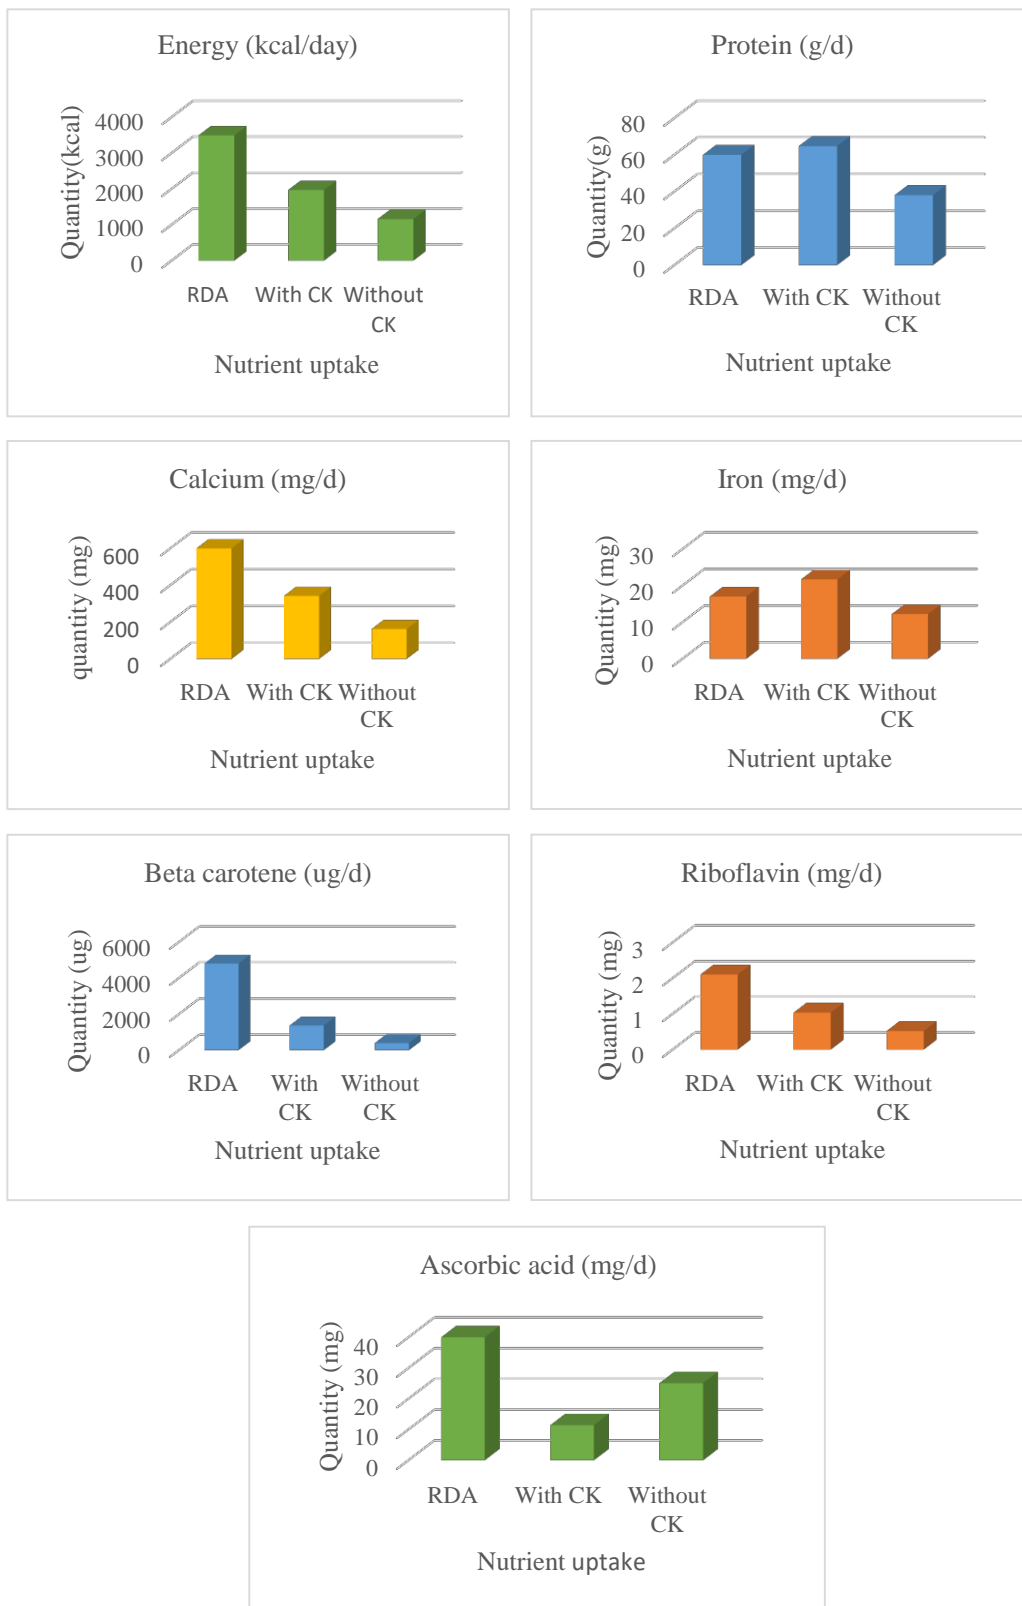 Energy (kcal/day)
Quantity(kcal)
4000
3000
2000
1000
0
RDA With CK Without
CK
Nutrient uptake
Protein (g/d)
Quantity(g)
80
60
40
20
0
RDA With CK Without
CK
Nutrient uptake
Calcium (mg/d)
quantity (mg)
600
400
200
0
RDA With CK Without
CK
Nutrient uptake
Iron (mg/d)
Quantity (mg)
30
20
10
0
RDA With CK Without
CK
Nutrient uptake
Beta carotene (ug/d)
Quantity (ug)
6000
4000
2000
0
RDA With Without
CK CK
Nutrient uptake
Riboflavin (mg/d)
Quantity (mg)
3
2
1
0
RDA With CK Without
CK
Nutrient uptake
Ascorbic acid (mg/d)
Quantity (mg)
40
30
20
10
0
RDA With CK Without
CK
Nutrient uptake